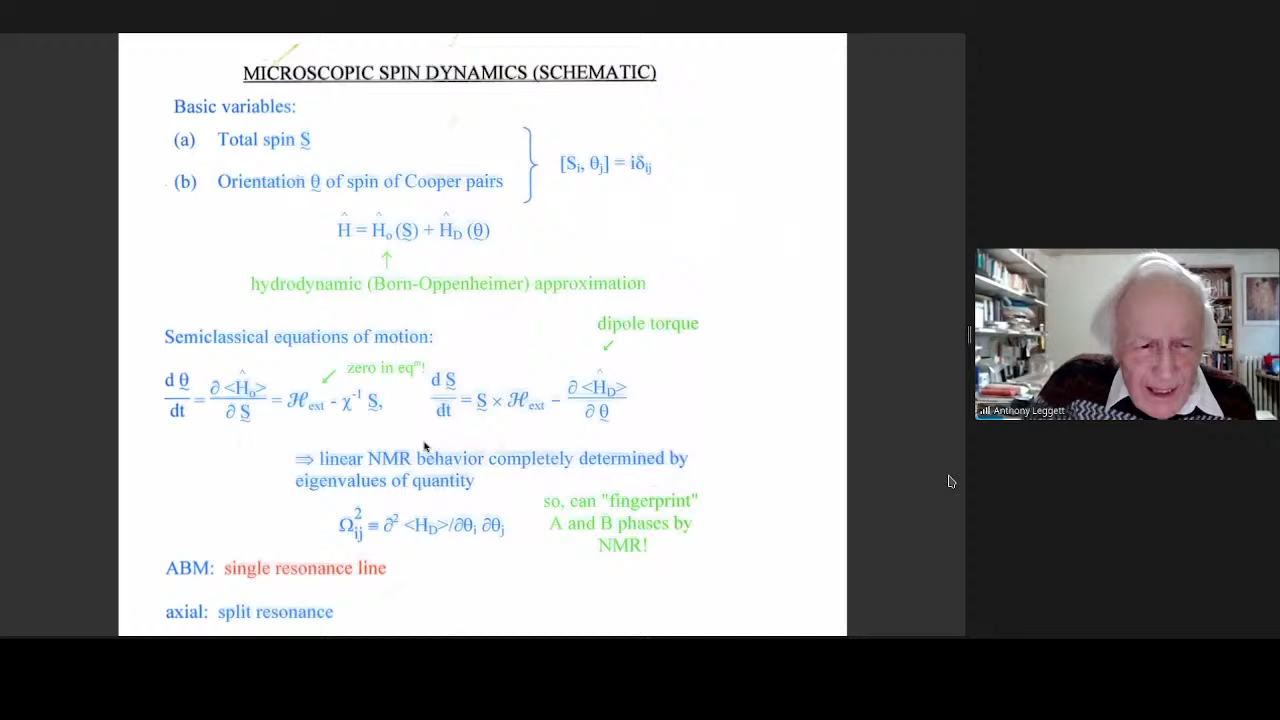 MICROSCOPIC SPIN DYNAMICS (SCHEMATIC)
Basic variables:
(a) Total spin S̰
(b) Orientation θ̰ of spin of Cooper pairs
[Sᵢ, θⱼ] = iδᵢⱼ
Ĥ = Ĥₒ (S̰) + Ĥ_D (θ̰)
↑
hydrodynamic (Born-Oppenheimer) approximation
Semiclassical equations of motion:
dipole torque
↙
zero in eqᵐ!
↙
d θ̰/dt = ∂ <Ĥₒ>/∂ S̰ = ℋ_ext - χ⁻¹ S̰, d S̰/dt = S̰ × ℋ_ext − ∂ <Ĥ_D>/∂ θ̰
⇒ linear NMR behavior completely determined by
eigenvalues of quantity
Ω²ᵢⱼ ≡ ∂² <H_D>/∂θᵢ ∂θⱼ
so, can "fingerprint"
A and B phases by
NMR!
ABM: single resonance line
axial: split resonance
Anthony Leggett